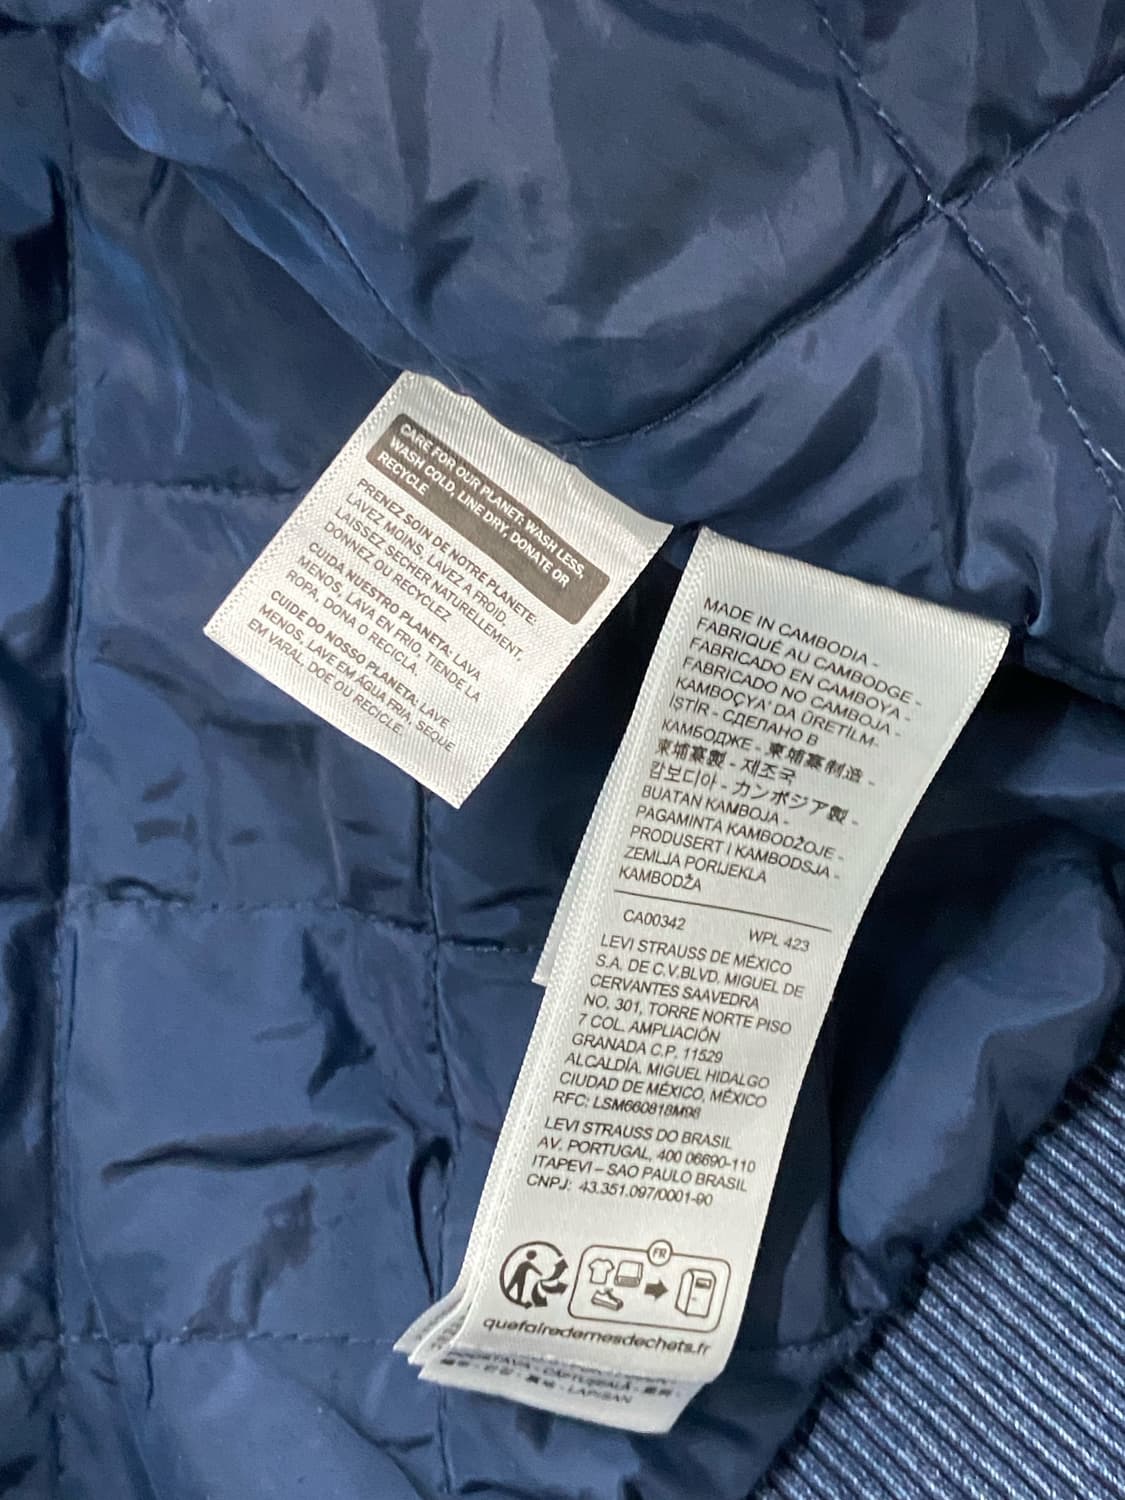 CARE FOR OUR PLANET: WASH LESS,
WASH COLD, LINE DRY, DONATE OR
RECYCLE
PRENEZ SOIN DE NOTRE PLANETE:
LAVEZ MOINS, LAVEZ A FROID,
LAISSEZ SECHER NATURELLEMENT,
DONNEZ OU RECYCLEZ
CUIDA NUESTRO PLANETA: LAVA
MENOS, LAVA EN FRIO, TIENDE LA
ROPA, DONA O RECICLA.
CUIDE DO NOSSO PLANETA: LAVE
MENOS, LAVE EM ÁGUA FRIA, SEQUE
EM VARAL, DOE OU RECICLE.
MADE IN CAMBODIA -
FABRIQUÉ AU CAMBODGE -
FABRICADO EN CAMBOYA -
FABRICADO NO CAMBOJA -
KAMBOÇYA' DA ÜRETİLM-
İŞTİR - СДЕЛАНО В
КАМБОДЖЕ - 柬埔寨制造 -
柬埔寨製 - 제조국
캄보디아 - カンボジア製 -
BUATAN KAMBOJA -
PAGAMINTA KAMBODŽOJE -
PRODUSERT I KAMBODSJA -
ZEMLJA PORIJEKLA
KAMBODŽA
CA00342 WPL 423
LEVI STRAUSS DE MÉXICO
S.A. DE C.V.BLVD. MIGUEL DE
CERVANTES SAAVEDRA
NO. 301, TORRE NORTE PISO
7 COL. AMPLIACIÓN
GRANADA C.P. 11529
ALCALDÍA. MIGUEL HIDALGO
CIUDAD DE MÉXICO, MÉXICO
RFC: LSM660818M98
LEVI STRAUSS DO BRASIL
AV. PORTUGAL, 400 06690-110
ITAPEVI – SAO PAULO BRASIL
CNPJ: 43.351.097/0001-90
FR
quefairedemesdechets.fr
LAPISAN